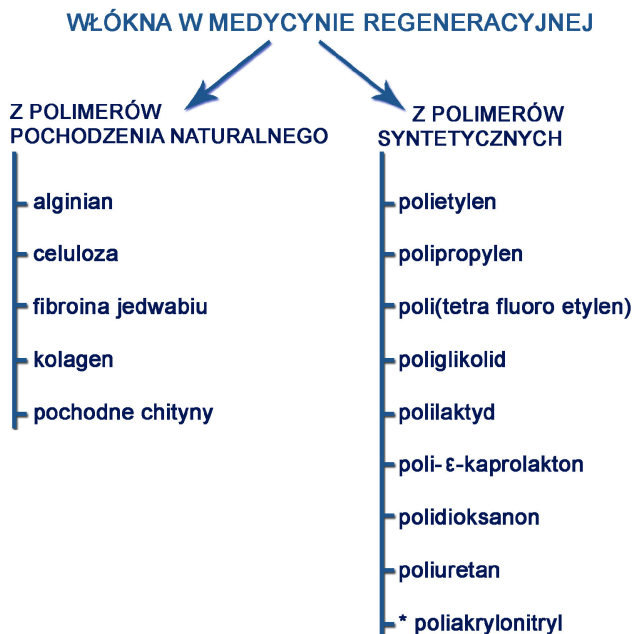 WŁÓKNA W MEDYCYNIE REGENERACYJNEJ
Z POLIMERÓW
POCHODZENIA NATURALNEGO
alginian
celuloza
fibroina jedwabiu
kolagen
pochodne chityny
Z POLIMERÓW
SYNTETYCZNYCH
polietylen
polipropylen
poli(tetra fluoro etylen)
poliglikolid
polilaktyd
poli-ε-kaprolakton
polidioksanon
poliuretan
* poliakrylonitryl